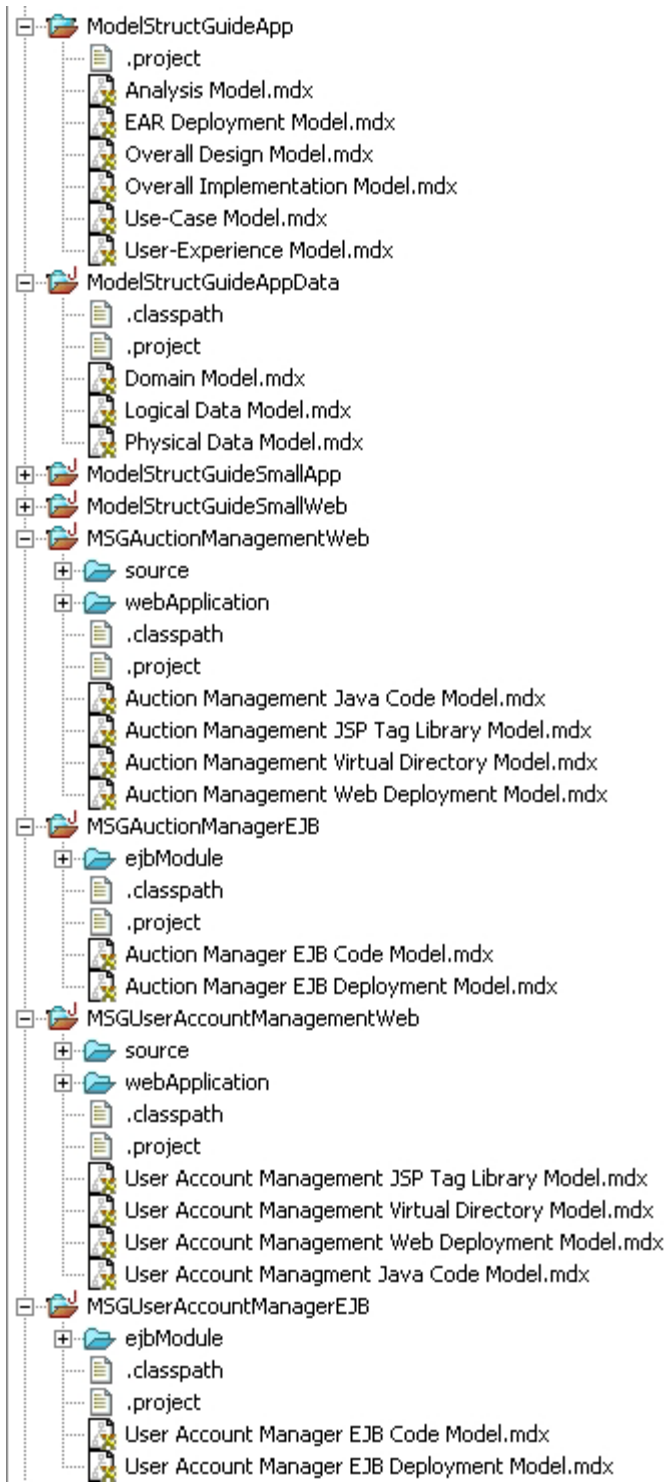 ModelStructGuideApp
.project
Analysis Model.mdx
EAR Deployment Model.mdx
Overall Design Model.mdx
Overall Implementation Model.mdx
Use-Case Model.mdx
User-Experience Model.mdx
ModelStructGuideAppData
.classpath
.project
Domain Model.mdx
Logical Data Model.mdx
Physical Data Model.mdx
ModelStructGuideSmallApp
ModelStructGuideSmallWeb
MSGAuctionManagementWeb
source
webApplication
.classpath
.project
Auction Management Java Code Model.mdx
Auction Management JSP Tag Library Model.mdx
Auction Management Virtual Directory Model.mdx
Auction Management Web Deployment Model.mdx
MSGAuctionManagerEJB
ejbModule
.classpath
.project
Auction Manager EJB Code Model.mdx
Auction Manager EJB Deployment Model.mdx
MSGUserAccountManagementWeb
source
webApplication
.classpath
.project
User Account Management JSP Tag Library Model.mdx
User Account Management Virtual Directory Model.mdx
User Account Management Web Deployment Model.mdx
User Account Managment Java Code Model.mdx
MSGUserAccountManagerEJB
ejbModule
.classpath
.project
User Account Manager EJB Code Model.mdx
User Account Manager EJB Deployment Model.mdx